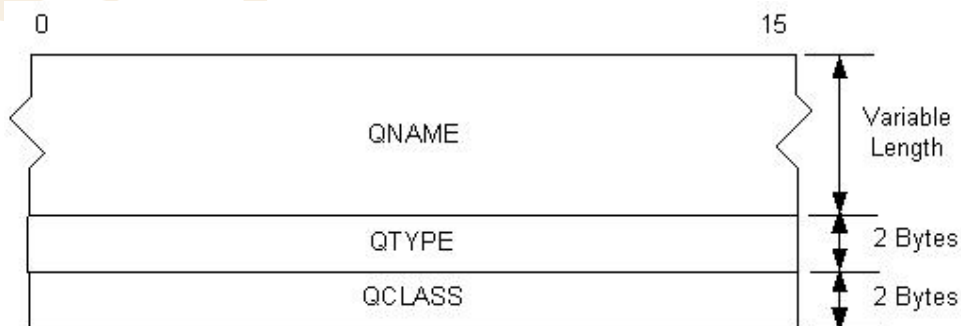 0 15
QNAME
Variable
Length
QTYPE 2 Bytes
QCLASS 2 Bytes